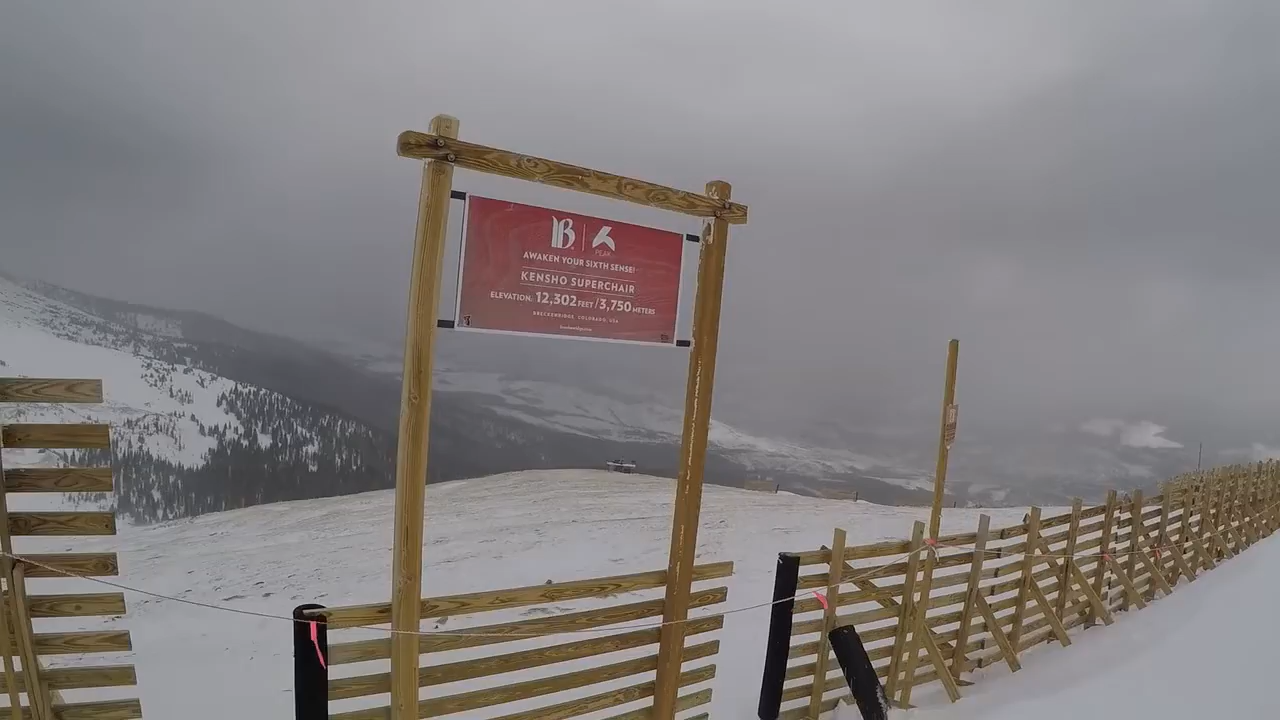 B
PEAK
AWAKEN YOUR SIXTH SENSE!
KENSHO SUPERCHAIR
ELEVATION: 12,302 FEET / 3,750 METERS
BRECKENRIDGE, COLORADO, USA